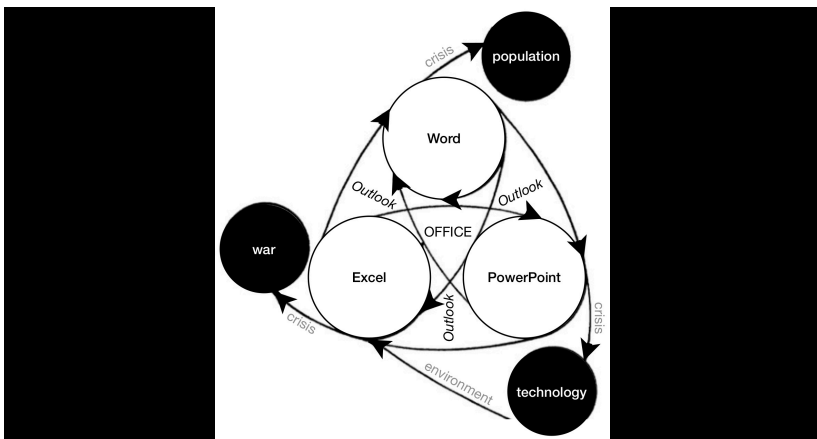 crisis
population
Word
Outlook
Outlook
OFFICE
war
Excel
PowerPoint
Outlook
crisis
crisis
environment
technology